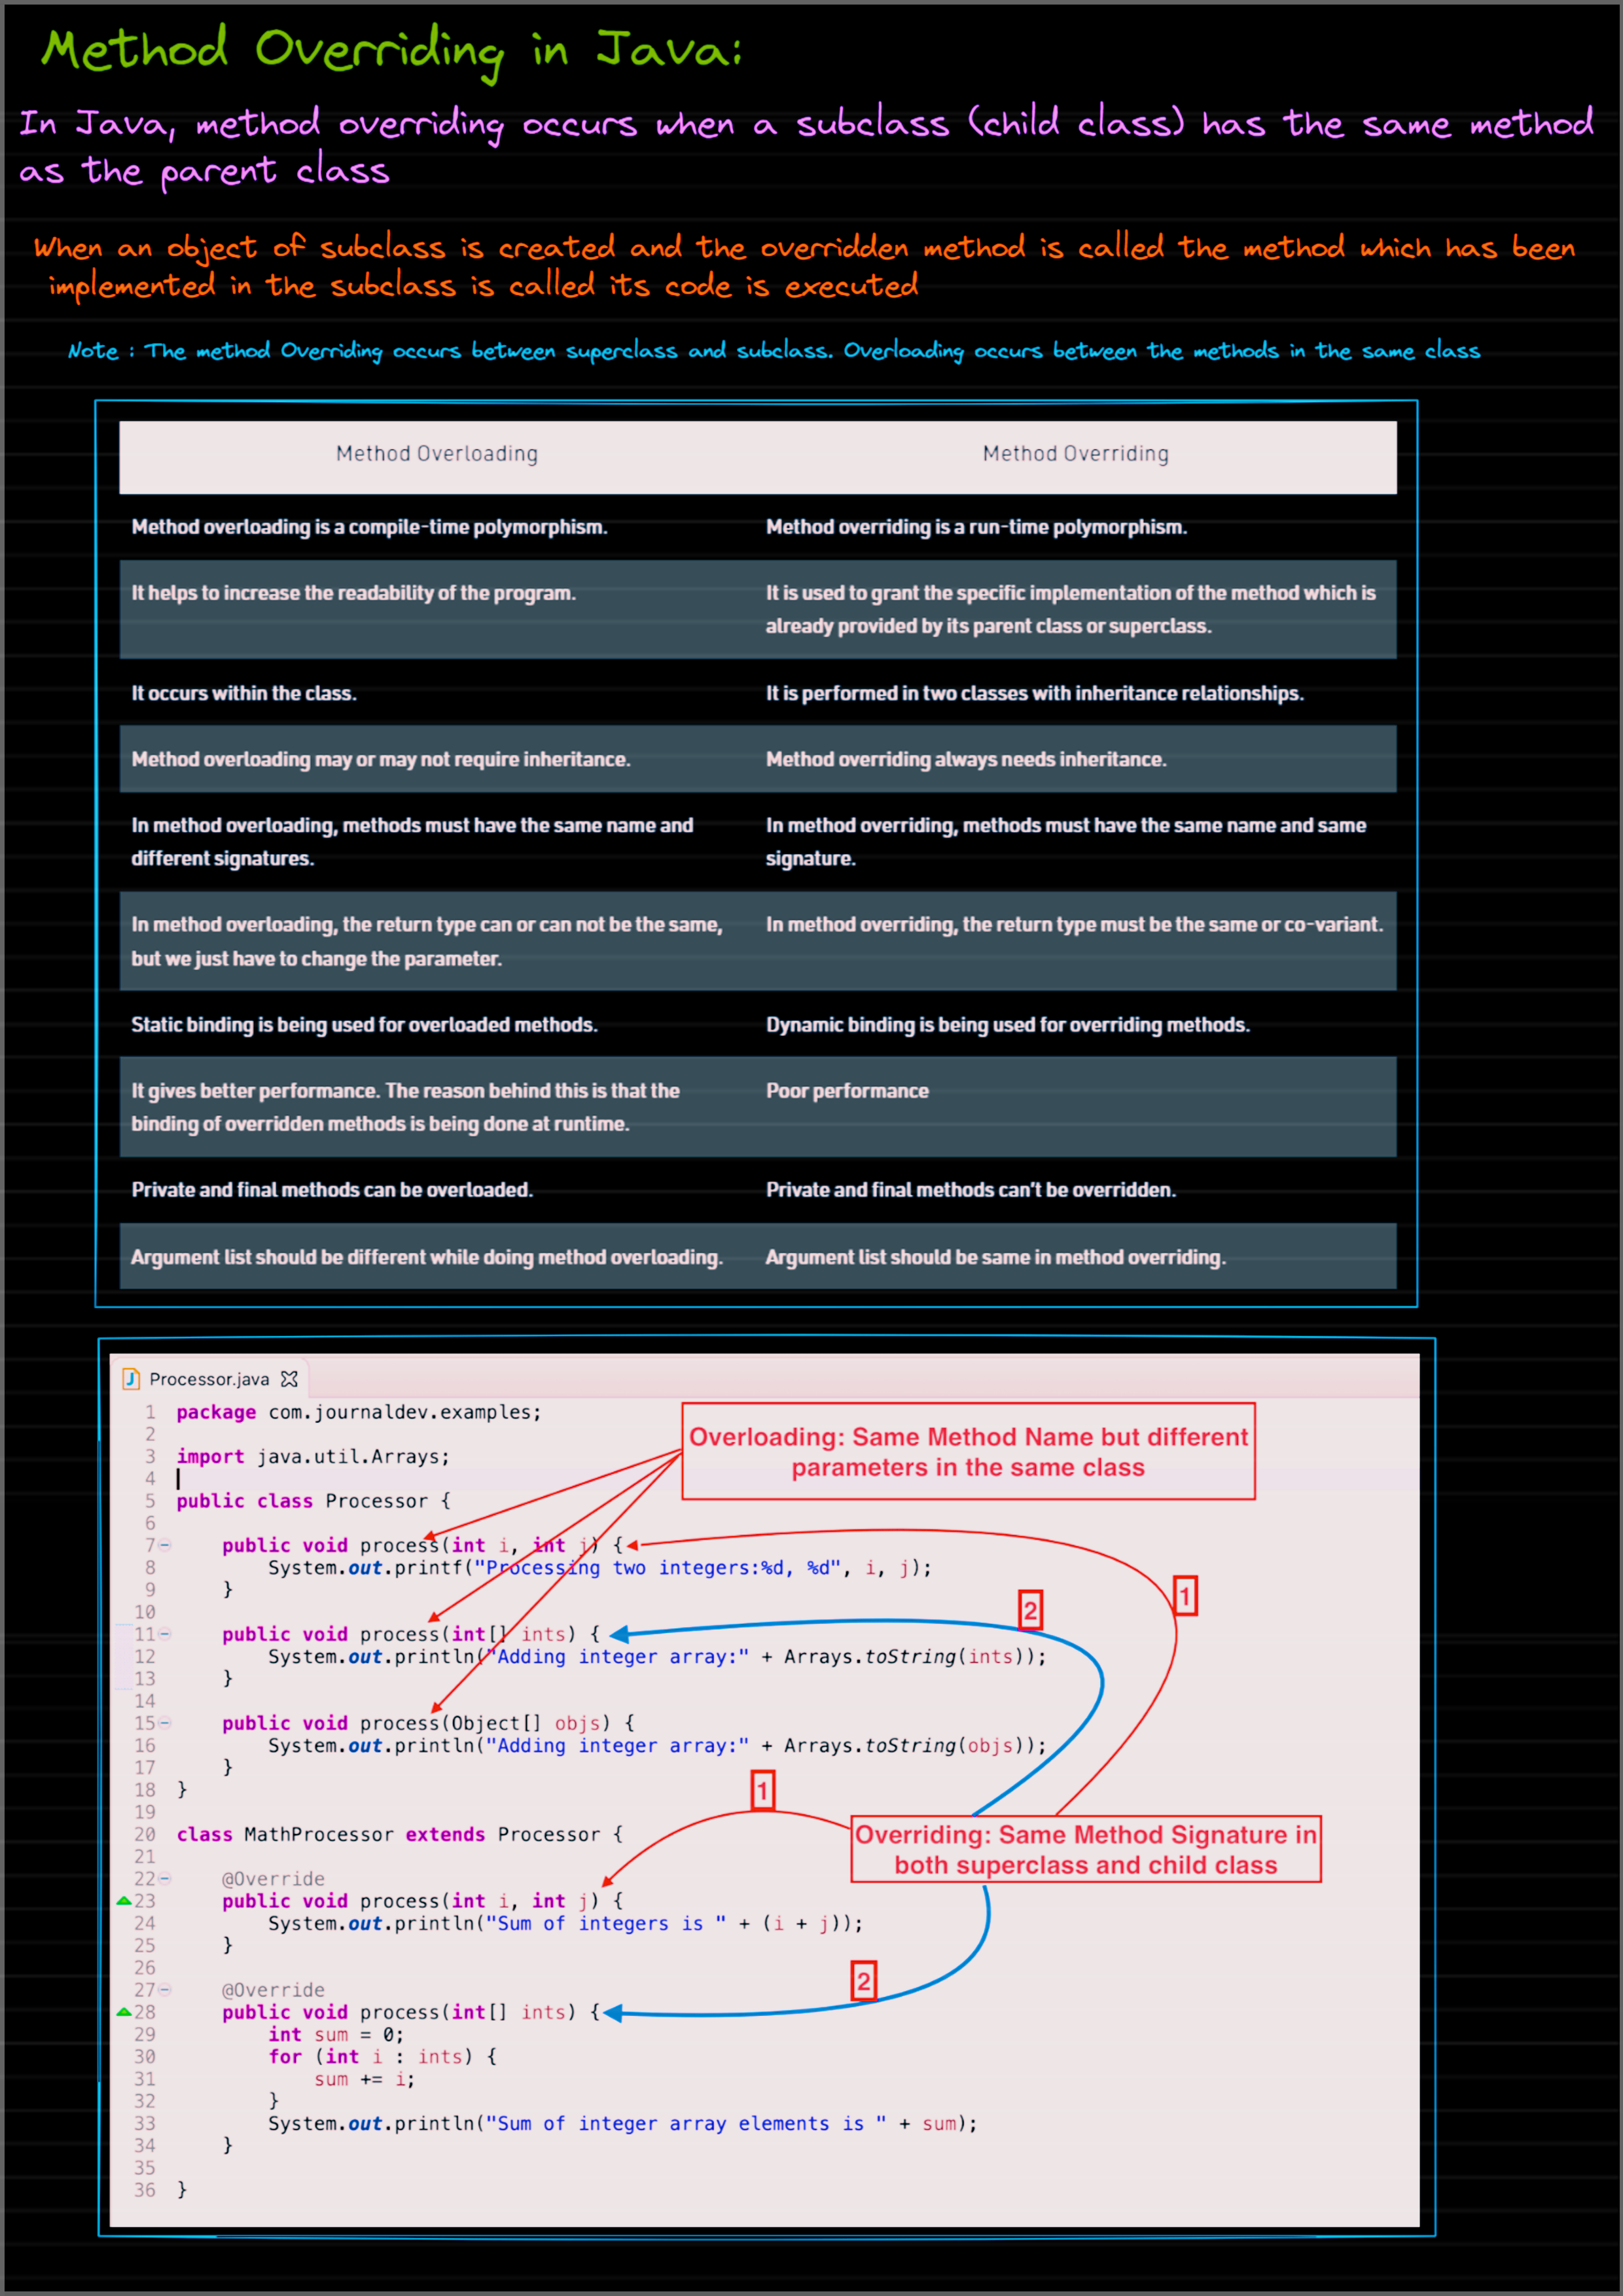 Method Overriding in Java:
In Java, method overriding occurs when a subclass (child class) has the same method
as the parent class
When an object of subclass is created and the overridden method is called the method which has been
implemented in the subclass is called its code is executed
Note : The method Overriding occurs between superclass and subclass. Overloading occurs between the methods in the same class
Method Overloading
Method Overriding
Method overloading is a compile-time polymorphism.
Method overriding is a run-time polymorphism.
It helps to increase the readability of the program.
It is used to grant the specific implementation of the method which is
already provided by its parent class or superclass.
It occurs within the class.
It is performed in two classes with inheritance relationships.
Method overloading may or may not require inheritance.
Method overriding always needs inheritance.
In method overloading, methods must have the same name and
different signatures.
In method overriding, methods must have the same name and same
signature.
In method overloading, the return type can or can not be the same,
but we just have to change the parameter.
In method overriding, the return type must be the same or co-variant.
Static binding is being used for overloaded methods.
Dynamic binding is being used for overriding methods.
It gives better performance. The reason behind this is that the
binding of overridden methods is being done at runtime.
Poor performance
Private and final methods can be overloaded.
Private and final methods can't be overridden.
Argument list should be different while doing method overloading.
Argument list should be same in method overriding.
J Processor.java
1 package com.journaldev.examples;
2
3 import java.util.Arrays;
4
5 public class Processor {
6
7 public void process(int i, int j) {
8 System.out.printf("Processing two integers:%d, %d", i, j);
9 }
10
11 public void process(int[] ints) {
12 System.out.println("Adding integer array:" + Arrays.toString(ints));
13 }
14
15 public void process(Object[] objs) {
16 System.out.println("Adding integer array:" + Arrays.toString(objs));
17 }
18 }
19
20 class MathProcessor extends Processor {
21
22 @Override
23 public void process(int i, int j) {
24 System.out.println("Sum of integers is " + (i + j));
25 }
26
27 @Override
28 public void process(int[] ints) {
29 int sum = 0;
30 for (int i : ints) {
31 sum += i;
32 }
33 System.out.println("Sum of integer array elements is " + sum);
34 }
35
36 }
Overloading: Same Method Name but different
parameters in the same class
1
2
1
Overriding: Same Method Signature in
both superclass and child class
2